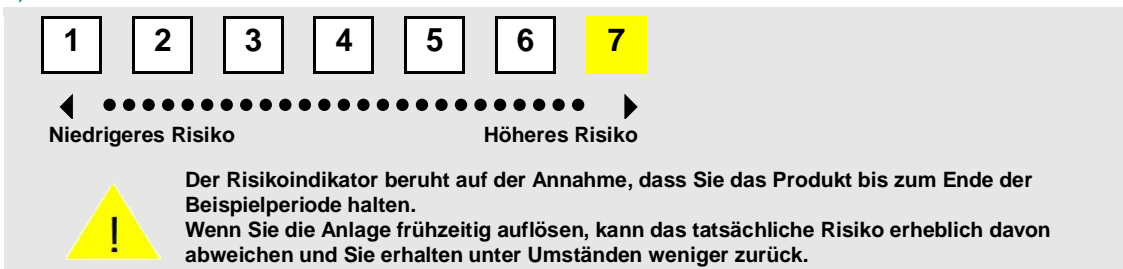 1 2 3 4 5 6 7
Niedrigeres Risiko Höheres Risiko
Der Risikoindikator beruht auf der Annahme, dass Sie das Produkt bis zum Ende der
Beispielperiode halten.
Wenn Sie die Anlage frühzeitig auflösen, kann das tatsächliche Risiko erheblich davon
abweichen und Sie erhalten unter Umständen weniger zurück.
!